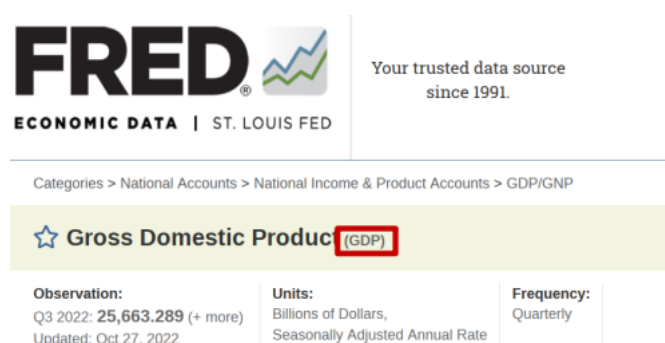 FRED®
ECONOMIC DATA | ST. LOUIS FED
Your trusted data source
since 1991.
Categories > National Accounts > National Income & Product Accounts > GDP/GNP
Gross Domestic Product (GDP)
Observation:
Q3 2022: 25,663.289 (+ more)
Updated: Oct 27, 2022
Units:
Billions of Dollars,
Seasonally Adjusted Annual Rate
Frequency:
Quarterly